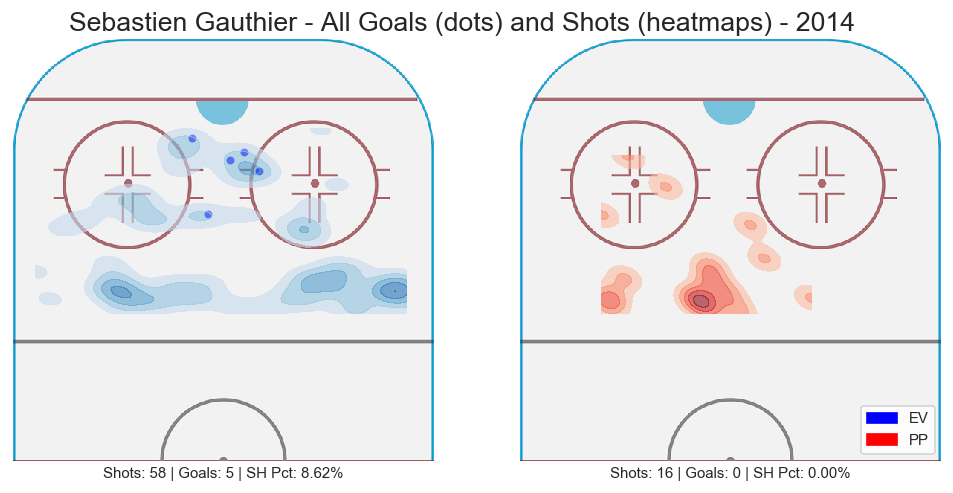 Sebastien Gauthier - All Goals (dots) and Shots (heatmaps) - 2014
EV
PP
Shots: 58 | Goals: 5 | SH Pct: 8.62%
Shots: 16 | Goals: 0 | SH Pct: 0.00%